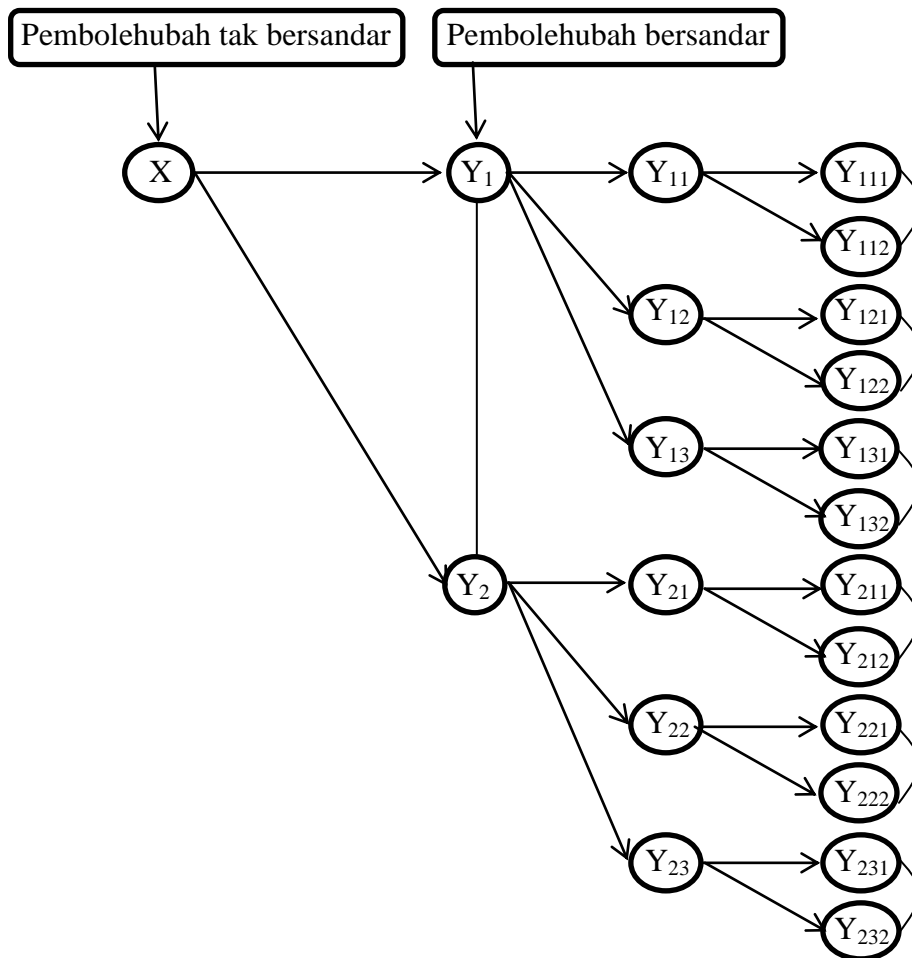 Pembolehubah tak bersandar
Pembolehubah bersandar
X
Y₁
Y₁₁
Y₁₁₁
Y₁₁₂
Y₁₂
Y₁₂₁
Y₁₂₂
Y₁₃
Y₁₃₁
Y₁₃₂
Y₂
Y₂₁
Y₂₁₁
Y₂₁₂
Y₂₂
Y₂₂₁
Y₂₂₂
Y₂₃
Y₂₃₁
Y₂₃₂